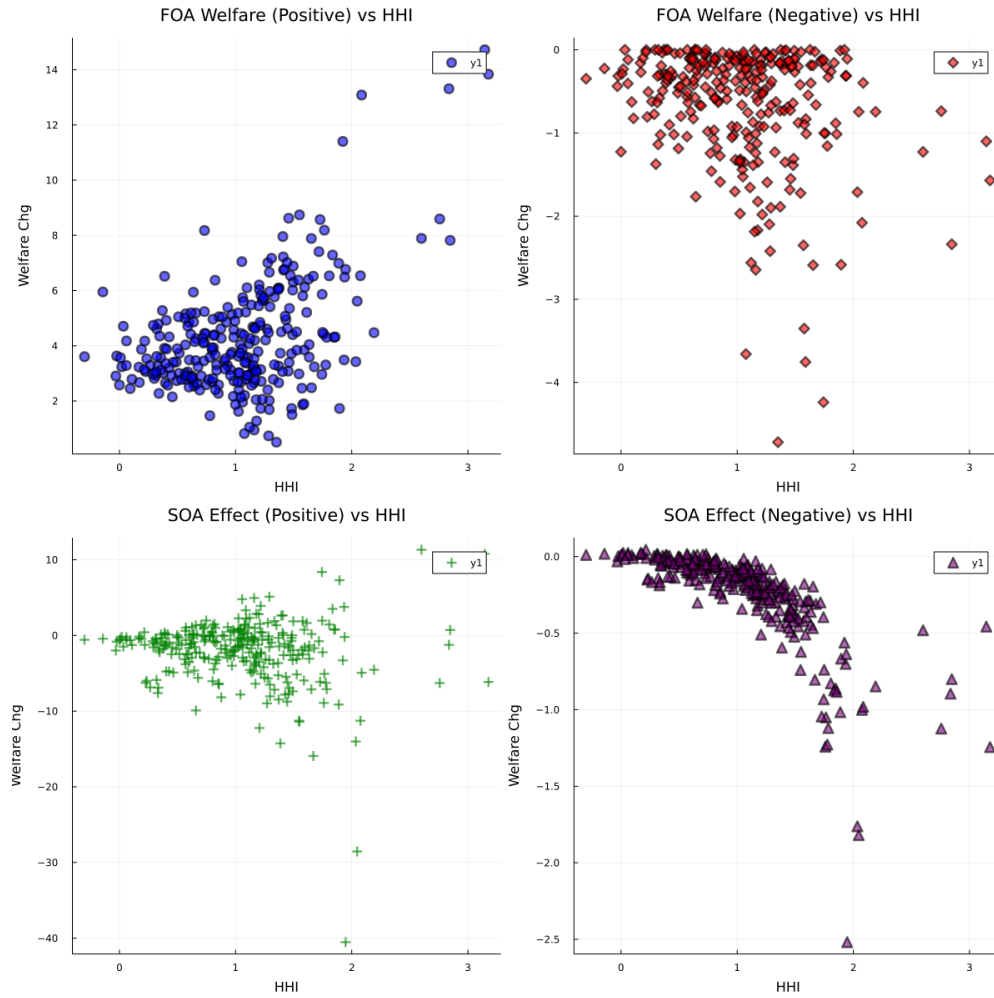 FOA Welfare (Positive) vs HHI
14
12
10
8
6
4
2
0
1
2
3
Welfare Chg
HHI
y1
FOA Welfare (Negative) vs HHI
0
−1
−2
−3
−4
0
1
2
3
Welfare Chg
HHI
y1
SOA Effect (Positive) vs HHI
10
0
−10
−20
−30
−40
0
1
2
3
Welfare Chg
HHI
y1
SOA Effect (Negative) vs HHI
0.0
−0.5
−1.0
−1.5
−2.0
−2.5
0
1
2
3
Welfare Chg
HHI
y1